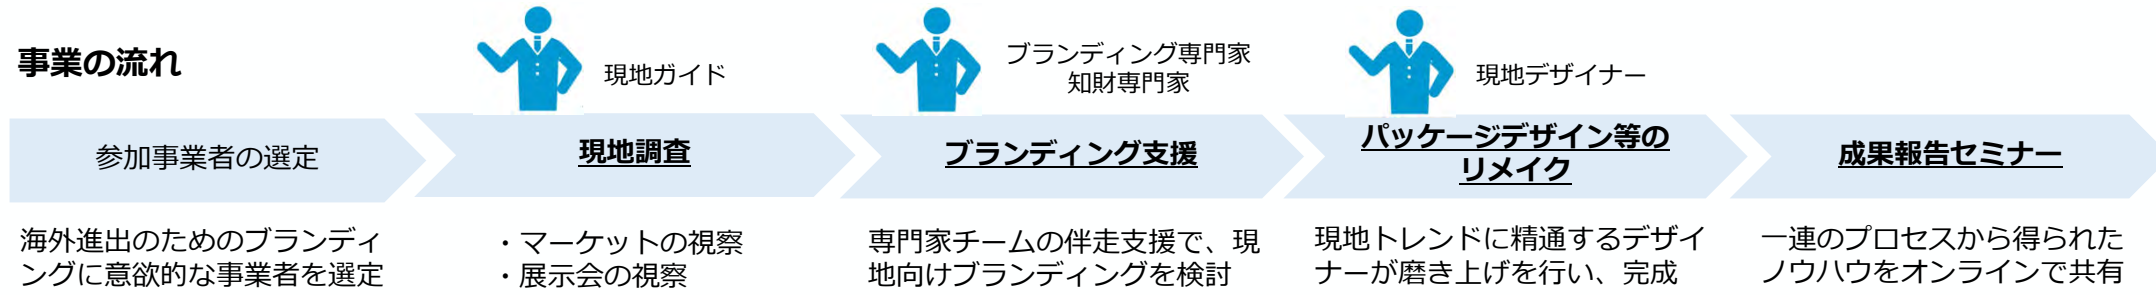 事業の流れ
現地ガイド
ブランディング専門家
知財専門家
現地デザイナー
参加事業者の選定
現地調査
ブランディング支援
パッケージデザイン等の
リメイク
成果報告セミナー
海外進出のためのブランディ
ングに意欲的な事業者を選定
・マーケットの視察
・展示会の視察
専門家チームの伴走支援で、現
地向けブランディングを検討
現地トレンドに精通するデザイ
ナーが磨き上げを行い、完成
一連のプロセスから得られた
ノウハウをオンラインで共有